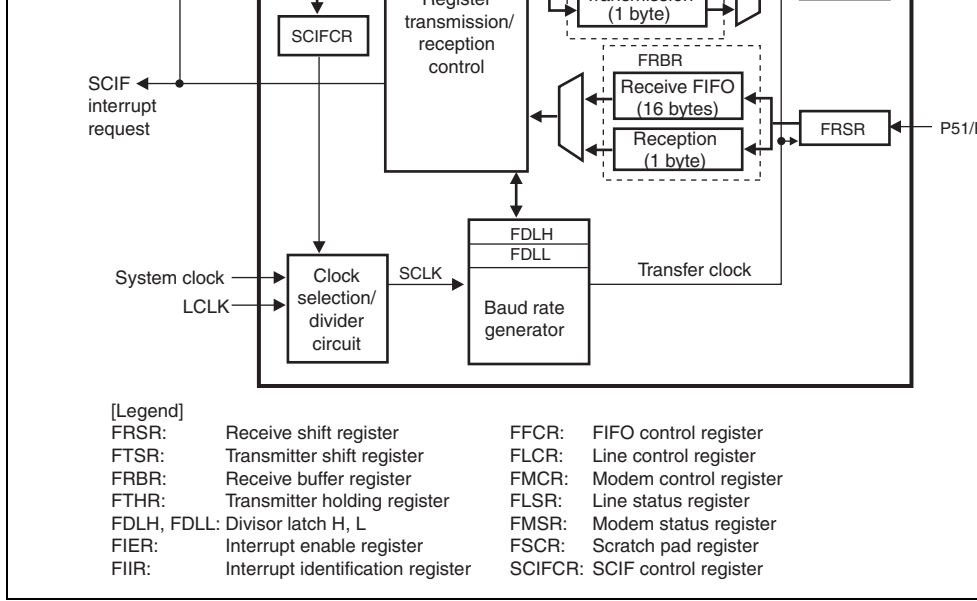 Register
transmission/
reception
control
Transmission
(1 byte)
SCIFCR
SCIF
interrupt
request
FRBR
Receive FIFO
(16 bytes)
Reception
(1 byte)
FRSR
P51/
FDLH
FDLL
System clock
LCLK
Clock
selection/
divider
circuit
SCLK
Baud rate
generator
Transfer clock
[Legend]
FRSR: Receive shift register
FTSR: Transmitter shift register
FRBR: Receive buffer register
FTHR: Transmitter holding register
FDLH, FDLL: Divisor latch H, L
FIER: Interrupt enable register
FIIR: Interrupt identification register
FFCR: FIFO control register
FLCR: Line control register
FMCR: Modem control register
FLSR: Line status register
FMSR: Modem status register
FSCR: Scratch pad register
SCIFCR: SCIF control register